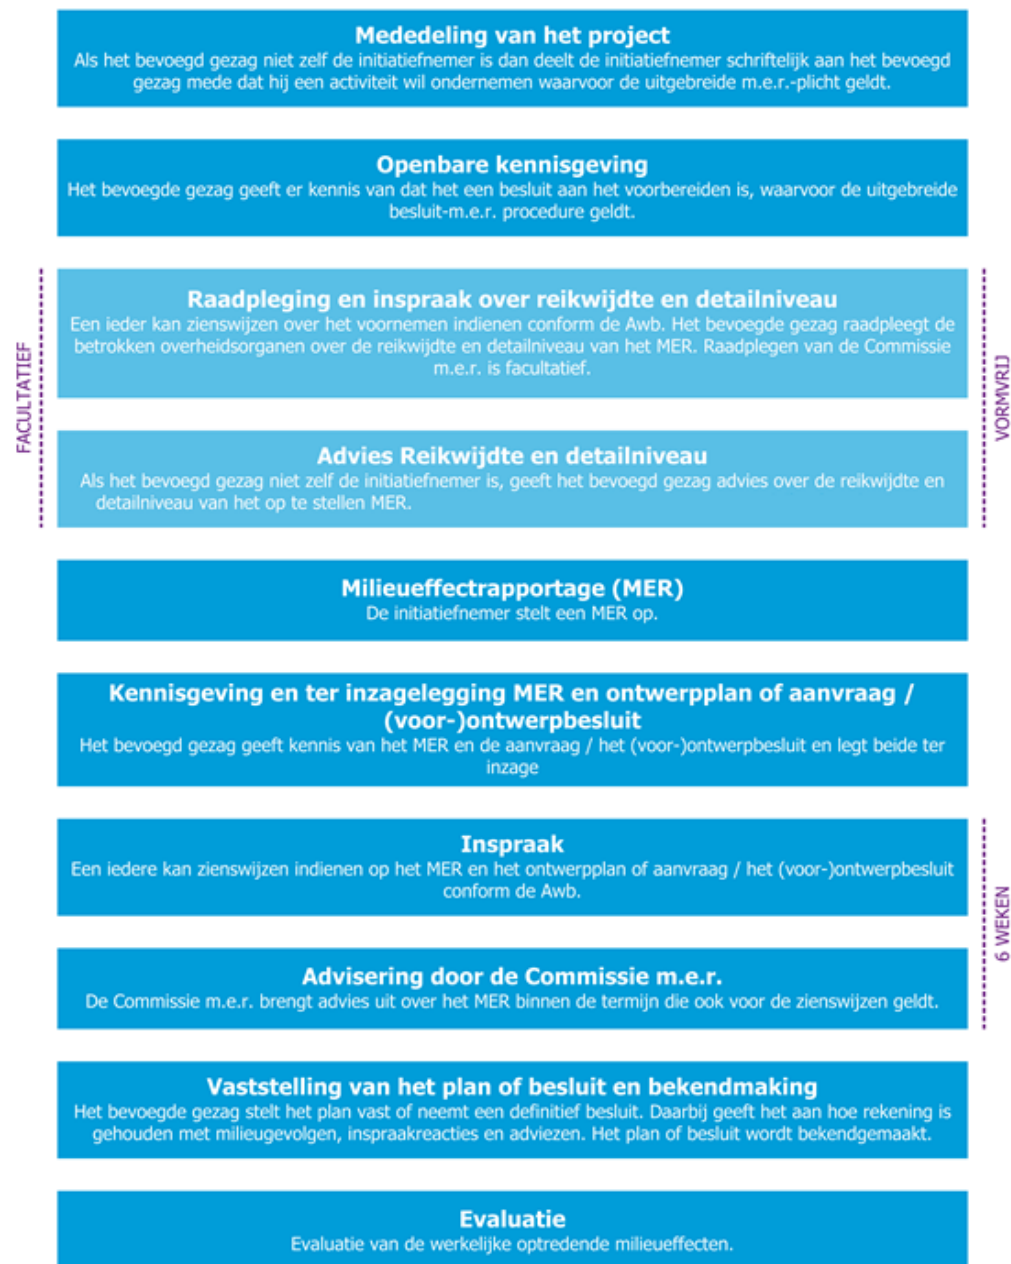 Mededeling van het project
Als het bevoegd gezag niet zelf de initiatiefnemer is dan deelt de initiatiefnemer schriftelijk aan het bevoegd
gezag mede dat hij een activiteit wil ondernemen waarvoor de uitgebreide m.e.r.-plicht geldt.
Openbare kennisgeving
Het bevoegde gezag geeft er kennis van dat het een besluit aan het voorbereiden is, waarvoor de uitgebreide
besluit-m.e.r. procedure geldt.
FACULTATIEF
Raadpleging en inspraak over reikwijdte en detailniveau
Een ieder kan zienswijzen over het voornemen indienen conform de Awb. Het bevoegde gezag raadpleegt de
betrokken overheidsorganen over de reikwijdte en detailniveau van het MER. Raadplegen van de Commissie
m.e.r. is facultatief.
VORMVRIJ
Advies Reikwijdte en detailniveau
Als het bevoegd gezag niet zelf de initiatiefnemer is, geeft het bevoegd gezag advies over de reikwijdte en
detailniveau van het op te stellen MER.
Milieueffectrapportage (MER)
De initiatiefnemer stelt een MER op.
Kennisgeving en ter inzagelegging MER en ontwerpplan of aanvraag /
(voor-)ontwerpbesluit
Het bevoegd gezag geeft kennis van het MER en de aanvraag / het (voor-)ontwerpbesluit en legt beide ter
inzage
Inspraak
Een iedere kan zienswijzen indienen op het MER en het ontwerpplan of aanvraag / het (voor-)ontwerpbesluit
conform de Awb.
6 WEKEN
Advisering door de Commissie m.e.r.
De Commissie m.e.r. brengt advies uit over het MER binnen de termijn die ook voor de zienswijzen geldt.
Vaststelling van het plan of besluit en bekendmaking
Het bevoegde gezag stelt het plan vast of neemt een definitief besluit. Daarbij geeft het aan hoe rekening is
gehouden met milieugevolgen, inspraakreacties en adviezen. Het plan of besluit wordt bekendgemaakt.
Evaluatie
Evaluatie van de werkelijke optredende milieueffecten.